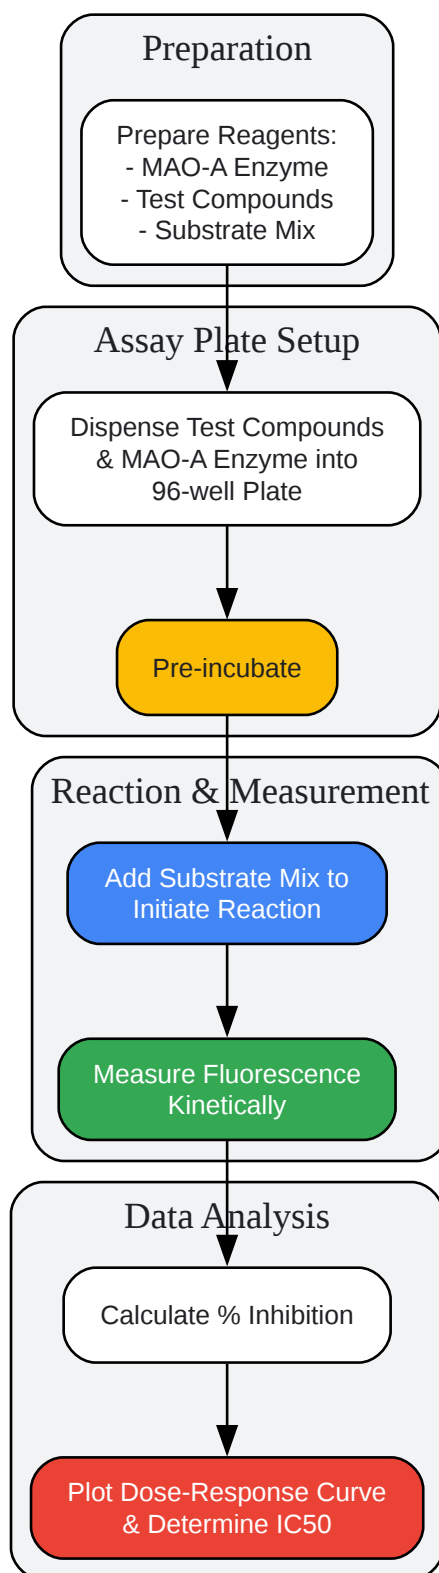 Preparation
Prepare Reagents:
- MAO-A Enzyme
- Test Compounds
- Substrate Mix
Assay Plate Setup
Dispense Test Compounds
& MAO-A Enzyme into
96-well Plate
Pre-incubate
Reaction & Measurement
Add Substrate Mix to
Initiate Reaction
Measure Fluorescence
Kinetically
Data Analysis
Calculate % Inhibition
Plot Dose-Response Curve
& Determine IC50